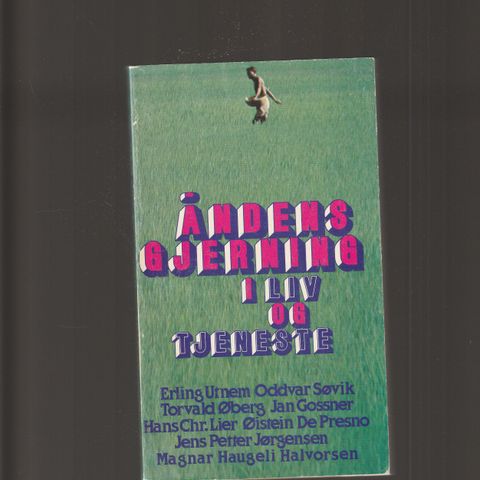 ÅNDENS
GJERNING
I LIV
OG
TJENESTE
Erling Utnem Oddvar Søvik
Torvald Øberg Jan Gossner
Hans Chr. Lier Øistein De Presno
Jens Petter Jørgensen
Magnar Haugeli Halvorsen